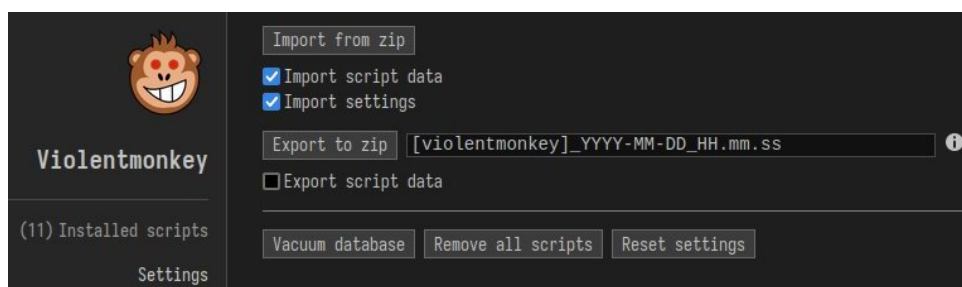 Violentmonkey
(11) Installed scripts
Settings
Import from zip
Import script data
Import settings
Export to zip [violentmonkey]_YYYY-MM-DD_HH.mm.ss
Export script data
Vacuum database Remove all scripts Reset settings